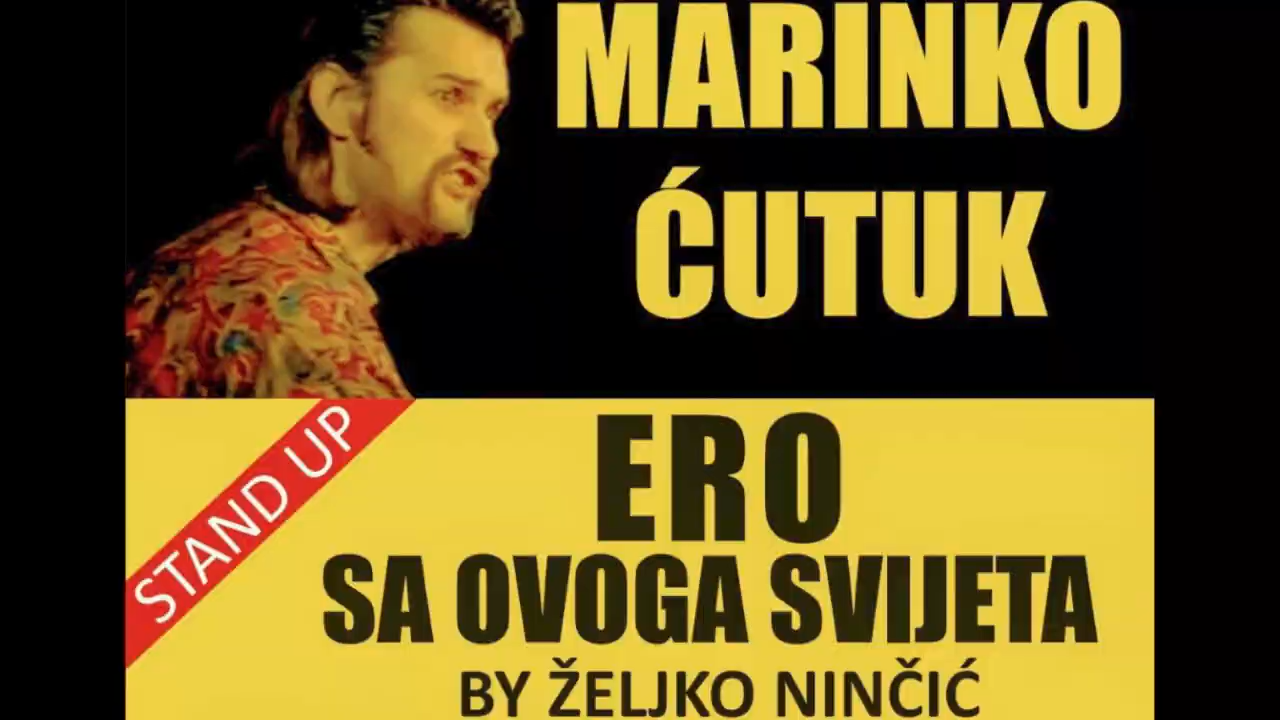 MARINKO
ĆUTUK
STAND UP
ERO
SA OVOGA SVIJETA
BY ŽELJKO NINČIĆ